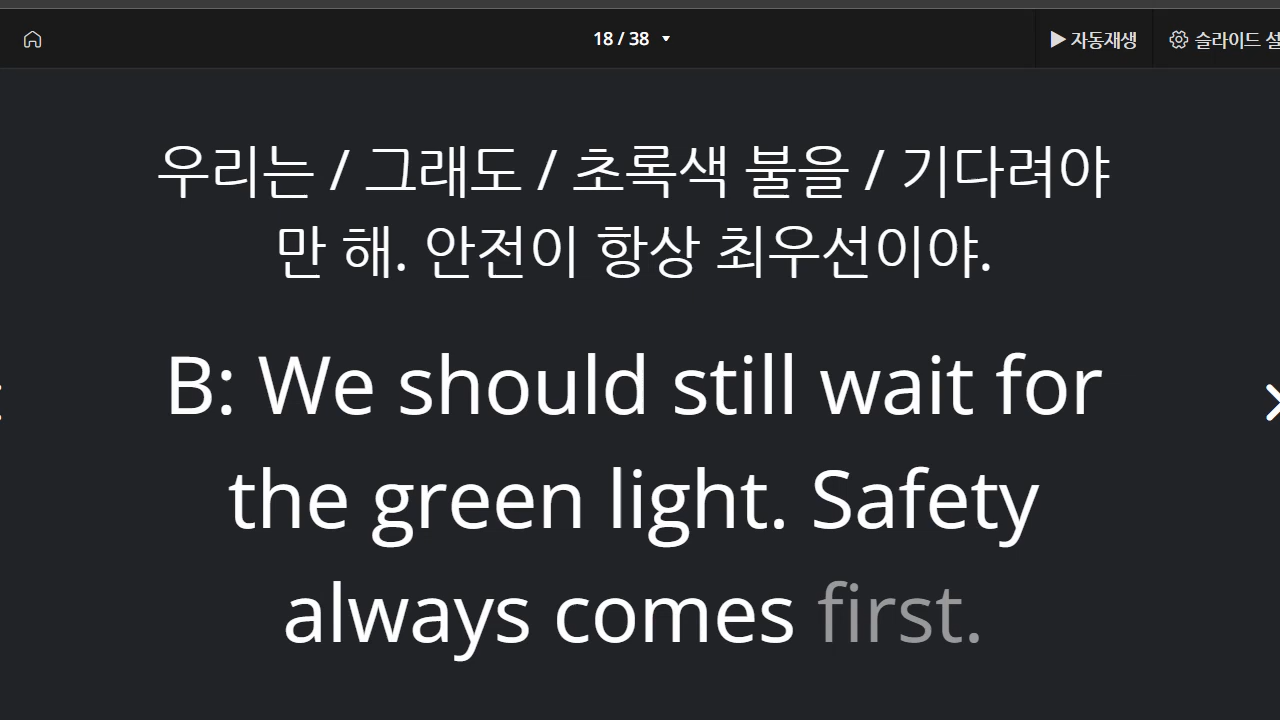 18 / 38
자동재생
슬라이드 설
우리는 / 그래도 / 초록색 불을 / 기다려야
만 해. 안전이 항상 최우선이야.
B: We should still wait for
the green light. Safety
always comes first.